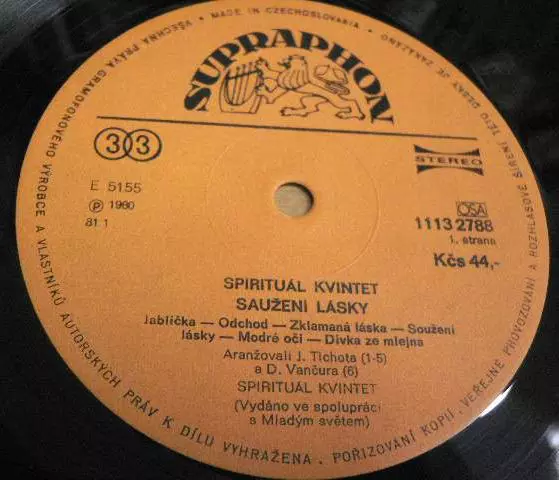 VŠECHNA PRÁVA GRAMOFONOVÉHO VÝROBCE A VLASTNÍKŮ AUTORSKÝCH PRÁV K DÍLU VYHRAŽENA. POŘIZOVÁNÍ KOPIÍ, VEŘEJNÉ PROVOZOVÁNÍ A ROZHLASOVÉ ŠÍŘENÍ TÉTO DESKY JE ZAKÁZÁNO • MADE IN CZECHOSLOVAKIA •
SUPRAPHON
33
STEREO
E 5155
Ⓟ 1980
81.1
OSA
1113 2788
1. strana
Kčs 44,-
SPIRITUÁL KVINTET
SAUŽENI LÁSKY
Jablíčka — Odchod — Zklamaná láska — Soužení
lásky — Modré oči — Dívka ze mlejna
Aranžovali J. Tichota (1-5)
a D. Vančura (6)
SPIRITUÁL KVINTET
(Vydáno ve spolupráci
s Mladým světem)